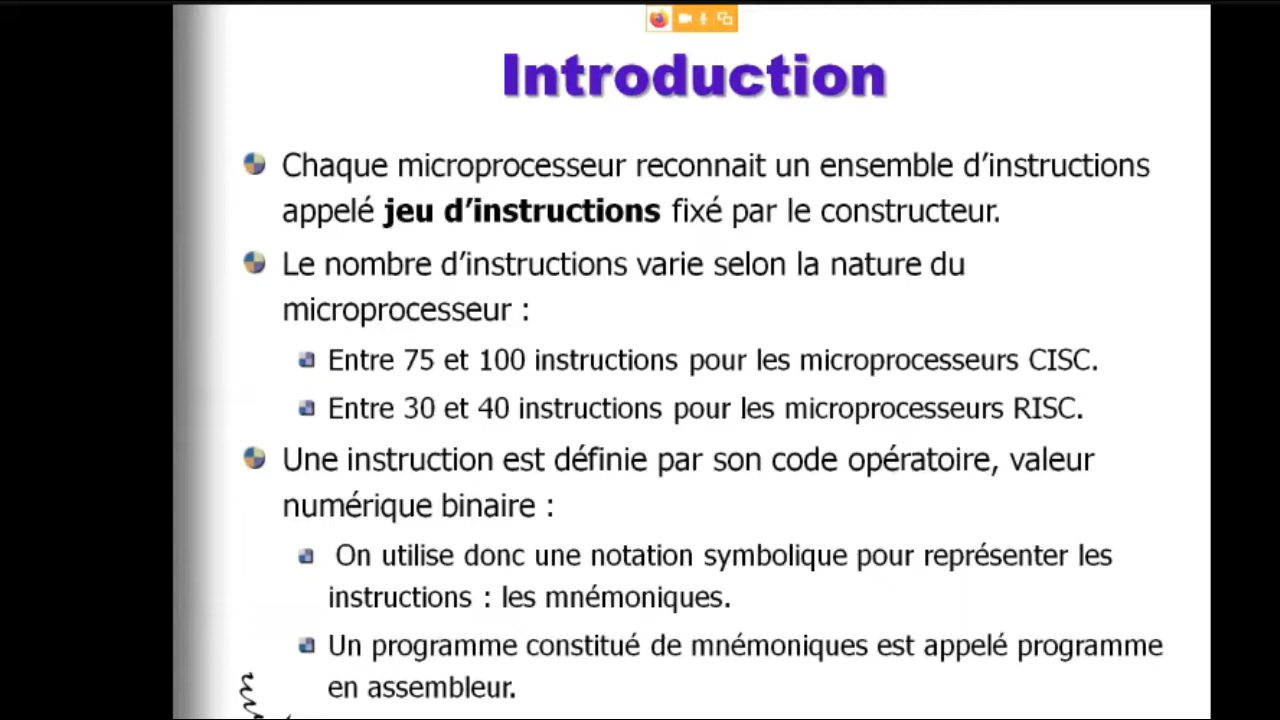 Introduction
Chaque microprocesseur reconnait un ensemble d’instructions
appelé jeu d’instructions fixé par le constructeur.
Le nombre d’instructions varie selon la nature du
microprocesseur :
Entre 75 et 100 instructions pour les microprocesseurs CISC.
Entre 30 et 40 instructions pour les microprocesseurs RISC.
Une instruction est définie par son code opératoire, valeur
numérique binaire :
On utilise donc une notation symbolique pour représenter les
instructions : les mnémoniques.
Un programme constitué de mnémoniques est appelé programme
en assembleur.